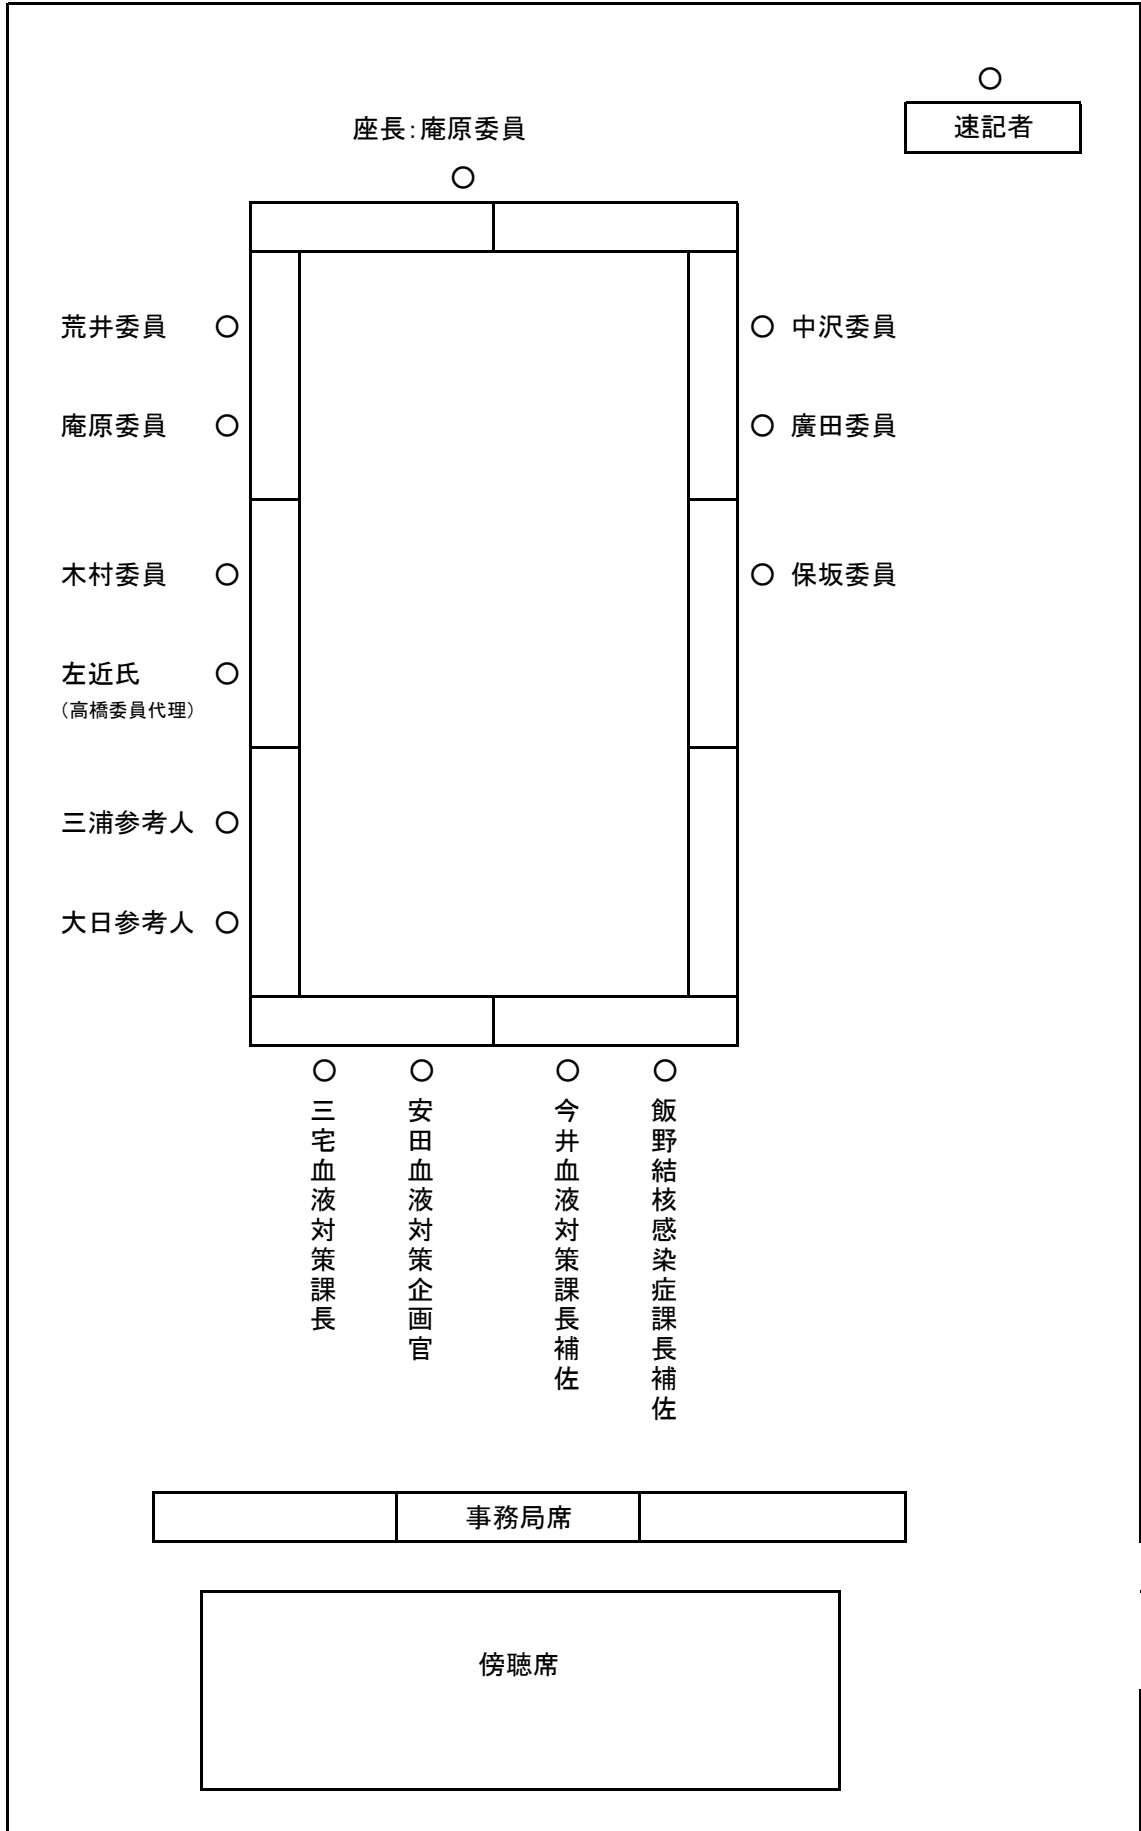 速記者
座長：庵原委員
荒井委員
中沢委員
庵原委員
廣田委員
木村委員
保坂委員
左近氏
（高橋委員代理）
三浦参考人
大日参考人
三宅血液対策課長
安田血液対策企画官
今井血液対策課長補佐
飯野結核感染症課長補佐
事務局席
傍聴席